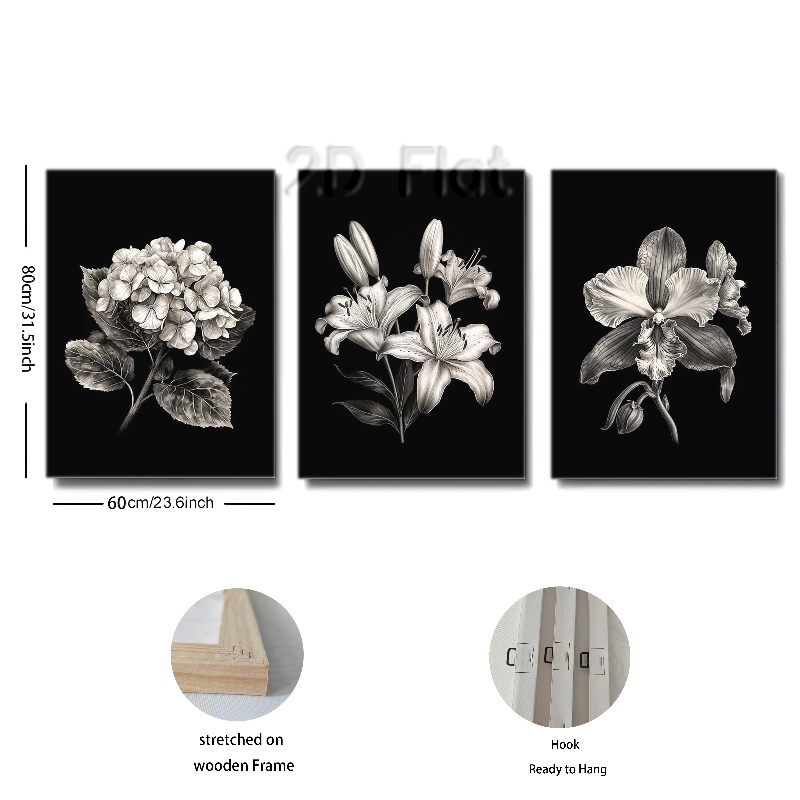 2D Flat
80cm/31.5inch
60cm/23.6inch
stretched on
wooden Frame
Hook
Ready to Hang